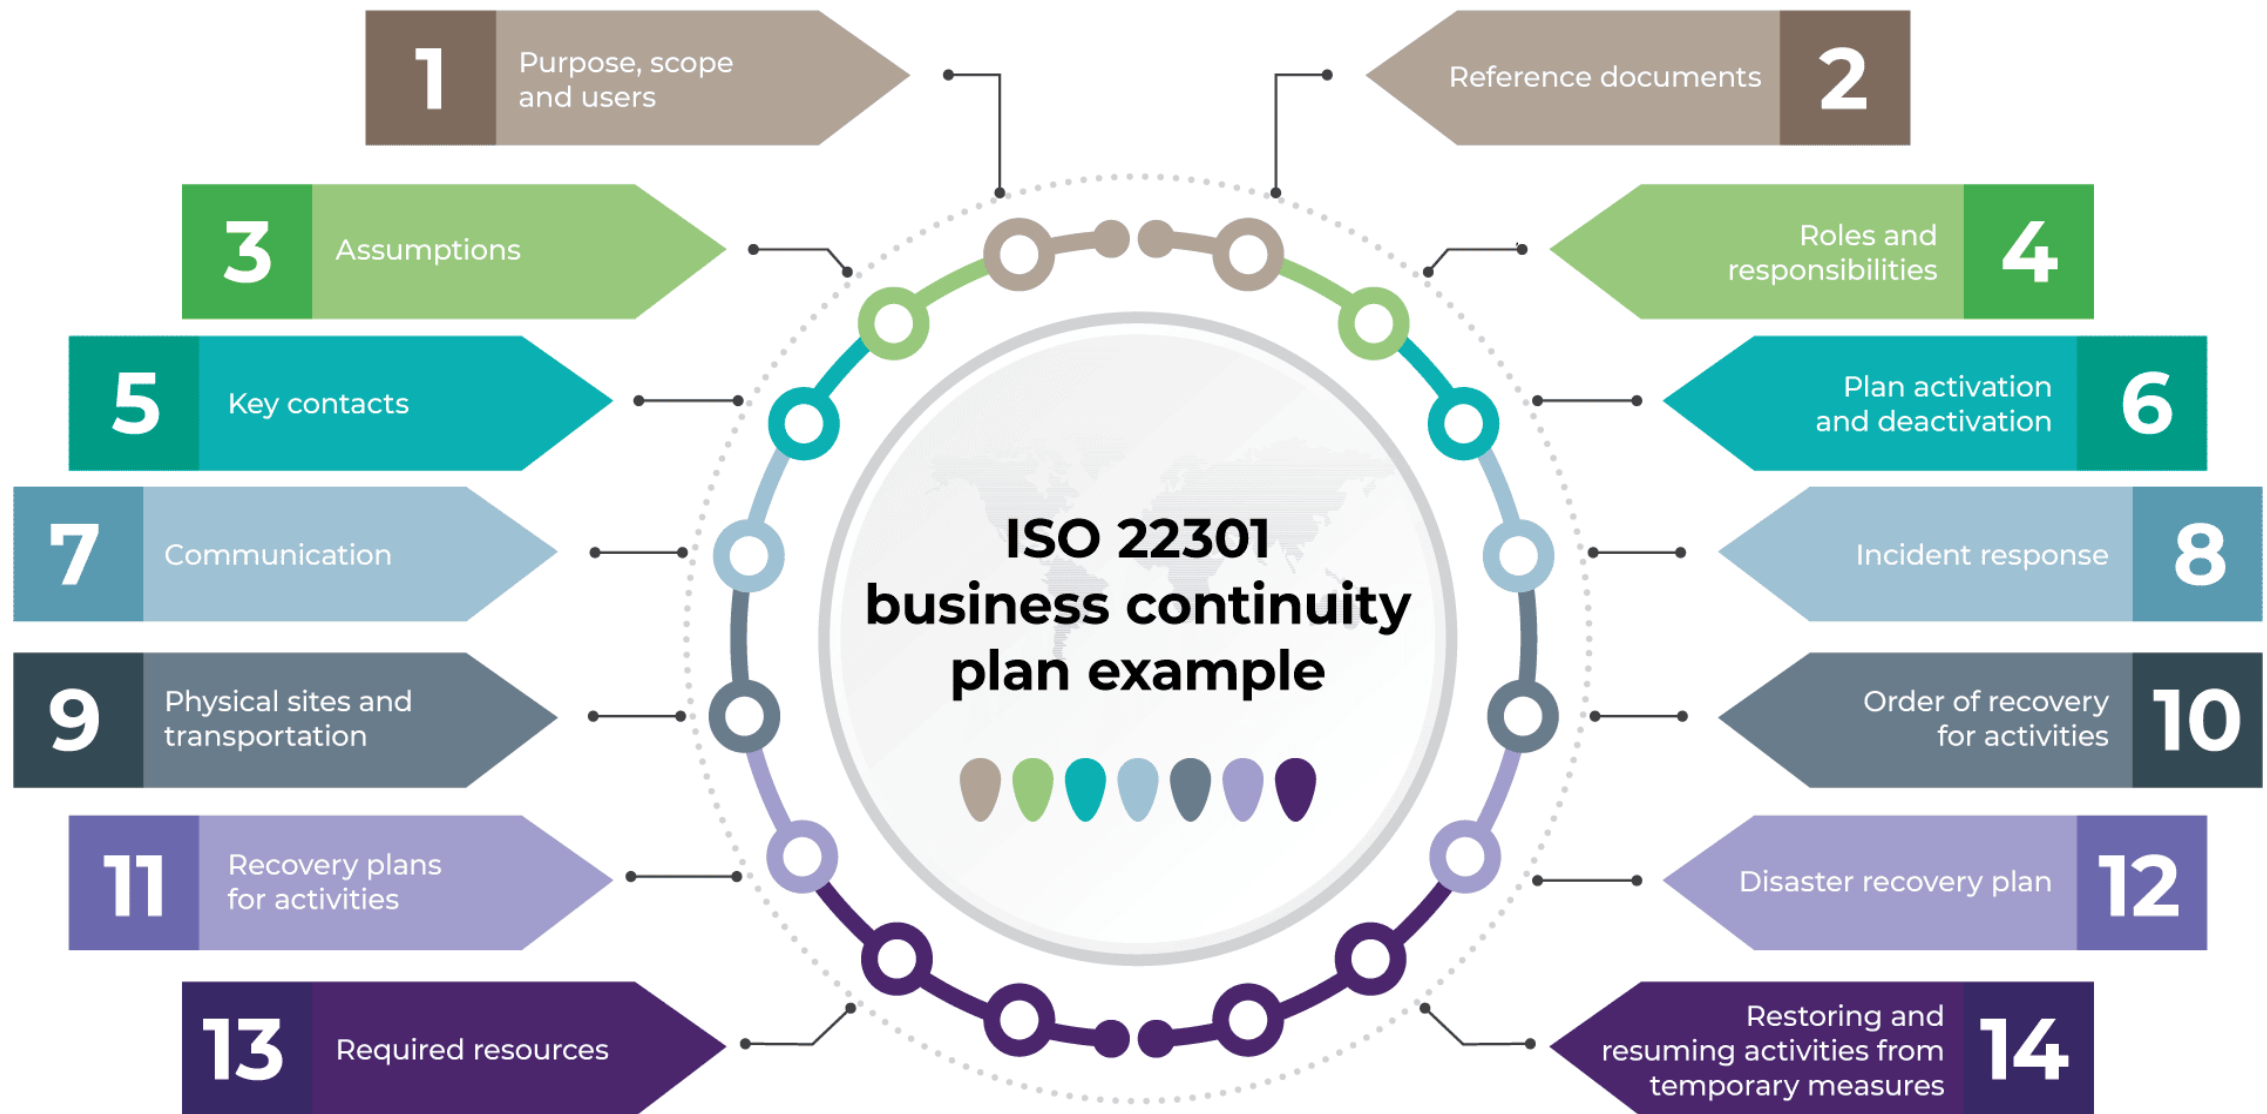 1
Purpose, scope
and users
2
Reference documents
3
Assumptions
4
Roles and
responsibilities
5
Key contacts
6
Plan activation
and deactivation
7
Communication
8
Incident response
9
Physical sites and
transportation
10
Order of recovery
for activities
11
Recovery plans
for activities
12
Disaster recovery plan
13
Required resources
14
Restoring and
resuming activities from
temporary measures
ISO 22301
business continuity
plan example